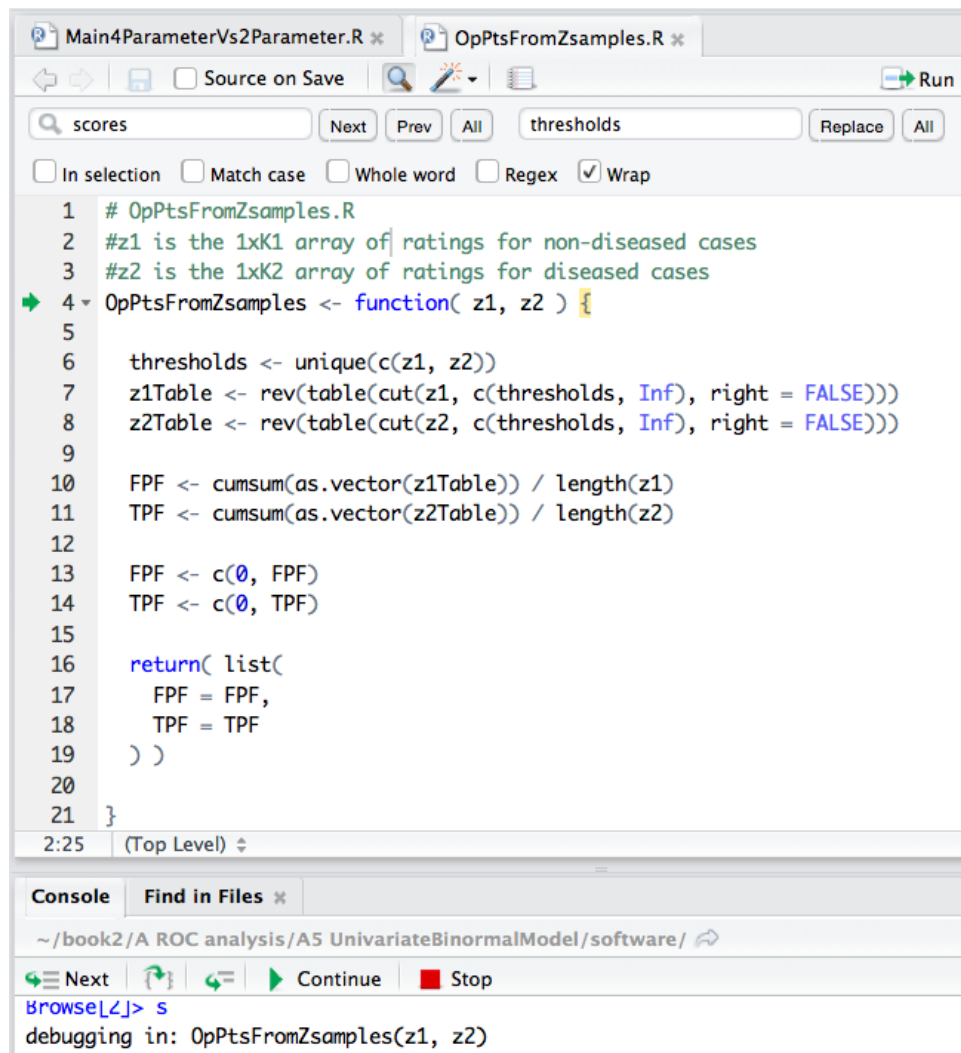 Main4ParameterVs2Parameter.R OpPtsFromZsamples.R
Source on Save Run
scores Next Prev All thresholds Replace All
In selection Match case Whole word Regex Wrap
1 # OpPtsFromZsamples.R
2 #z1 is the 1xK1 array of ratings for non-diseased cases
3 #z2 is the 1xK2 array of ratings for diseased cases
4 OpPtsFromZsamples <- function( z1, z2 ) {
5
6 thresholds <- unique(c(z1, z2))
7 z1Table <- rev(table(cut(z1, c(thresholds, Inf), right = FALSE)))
8 z2Table <- rev(table(cut(z2, c(thresholds, Inf), right = FALSE)))
9
10 FPF <- cumsum(as.vector(z1Table)) / length(z1)
11 TPF <- cumsum(as.vector(z2Table)) / length(z2)
12
13 FPF <- c(0, FPF)
14 TPF <- c(0, TPF)
15
16 return( list(
17 FPF = FPF,
18 TPF = TPF
19 ) )
20
21 }
2:25 (Top Level)
Console Find in Files
~/book2/A ROC analysis/A5 UnivariateBinormalModel/software/
Next Continue Stop
Browse[2]> s
debugging in: OpPtsFromZsamples(z1, z2)